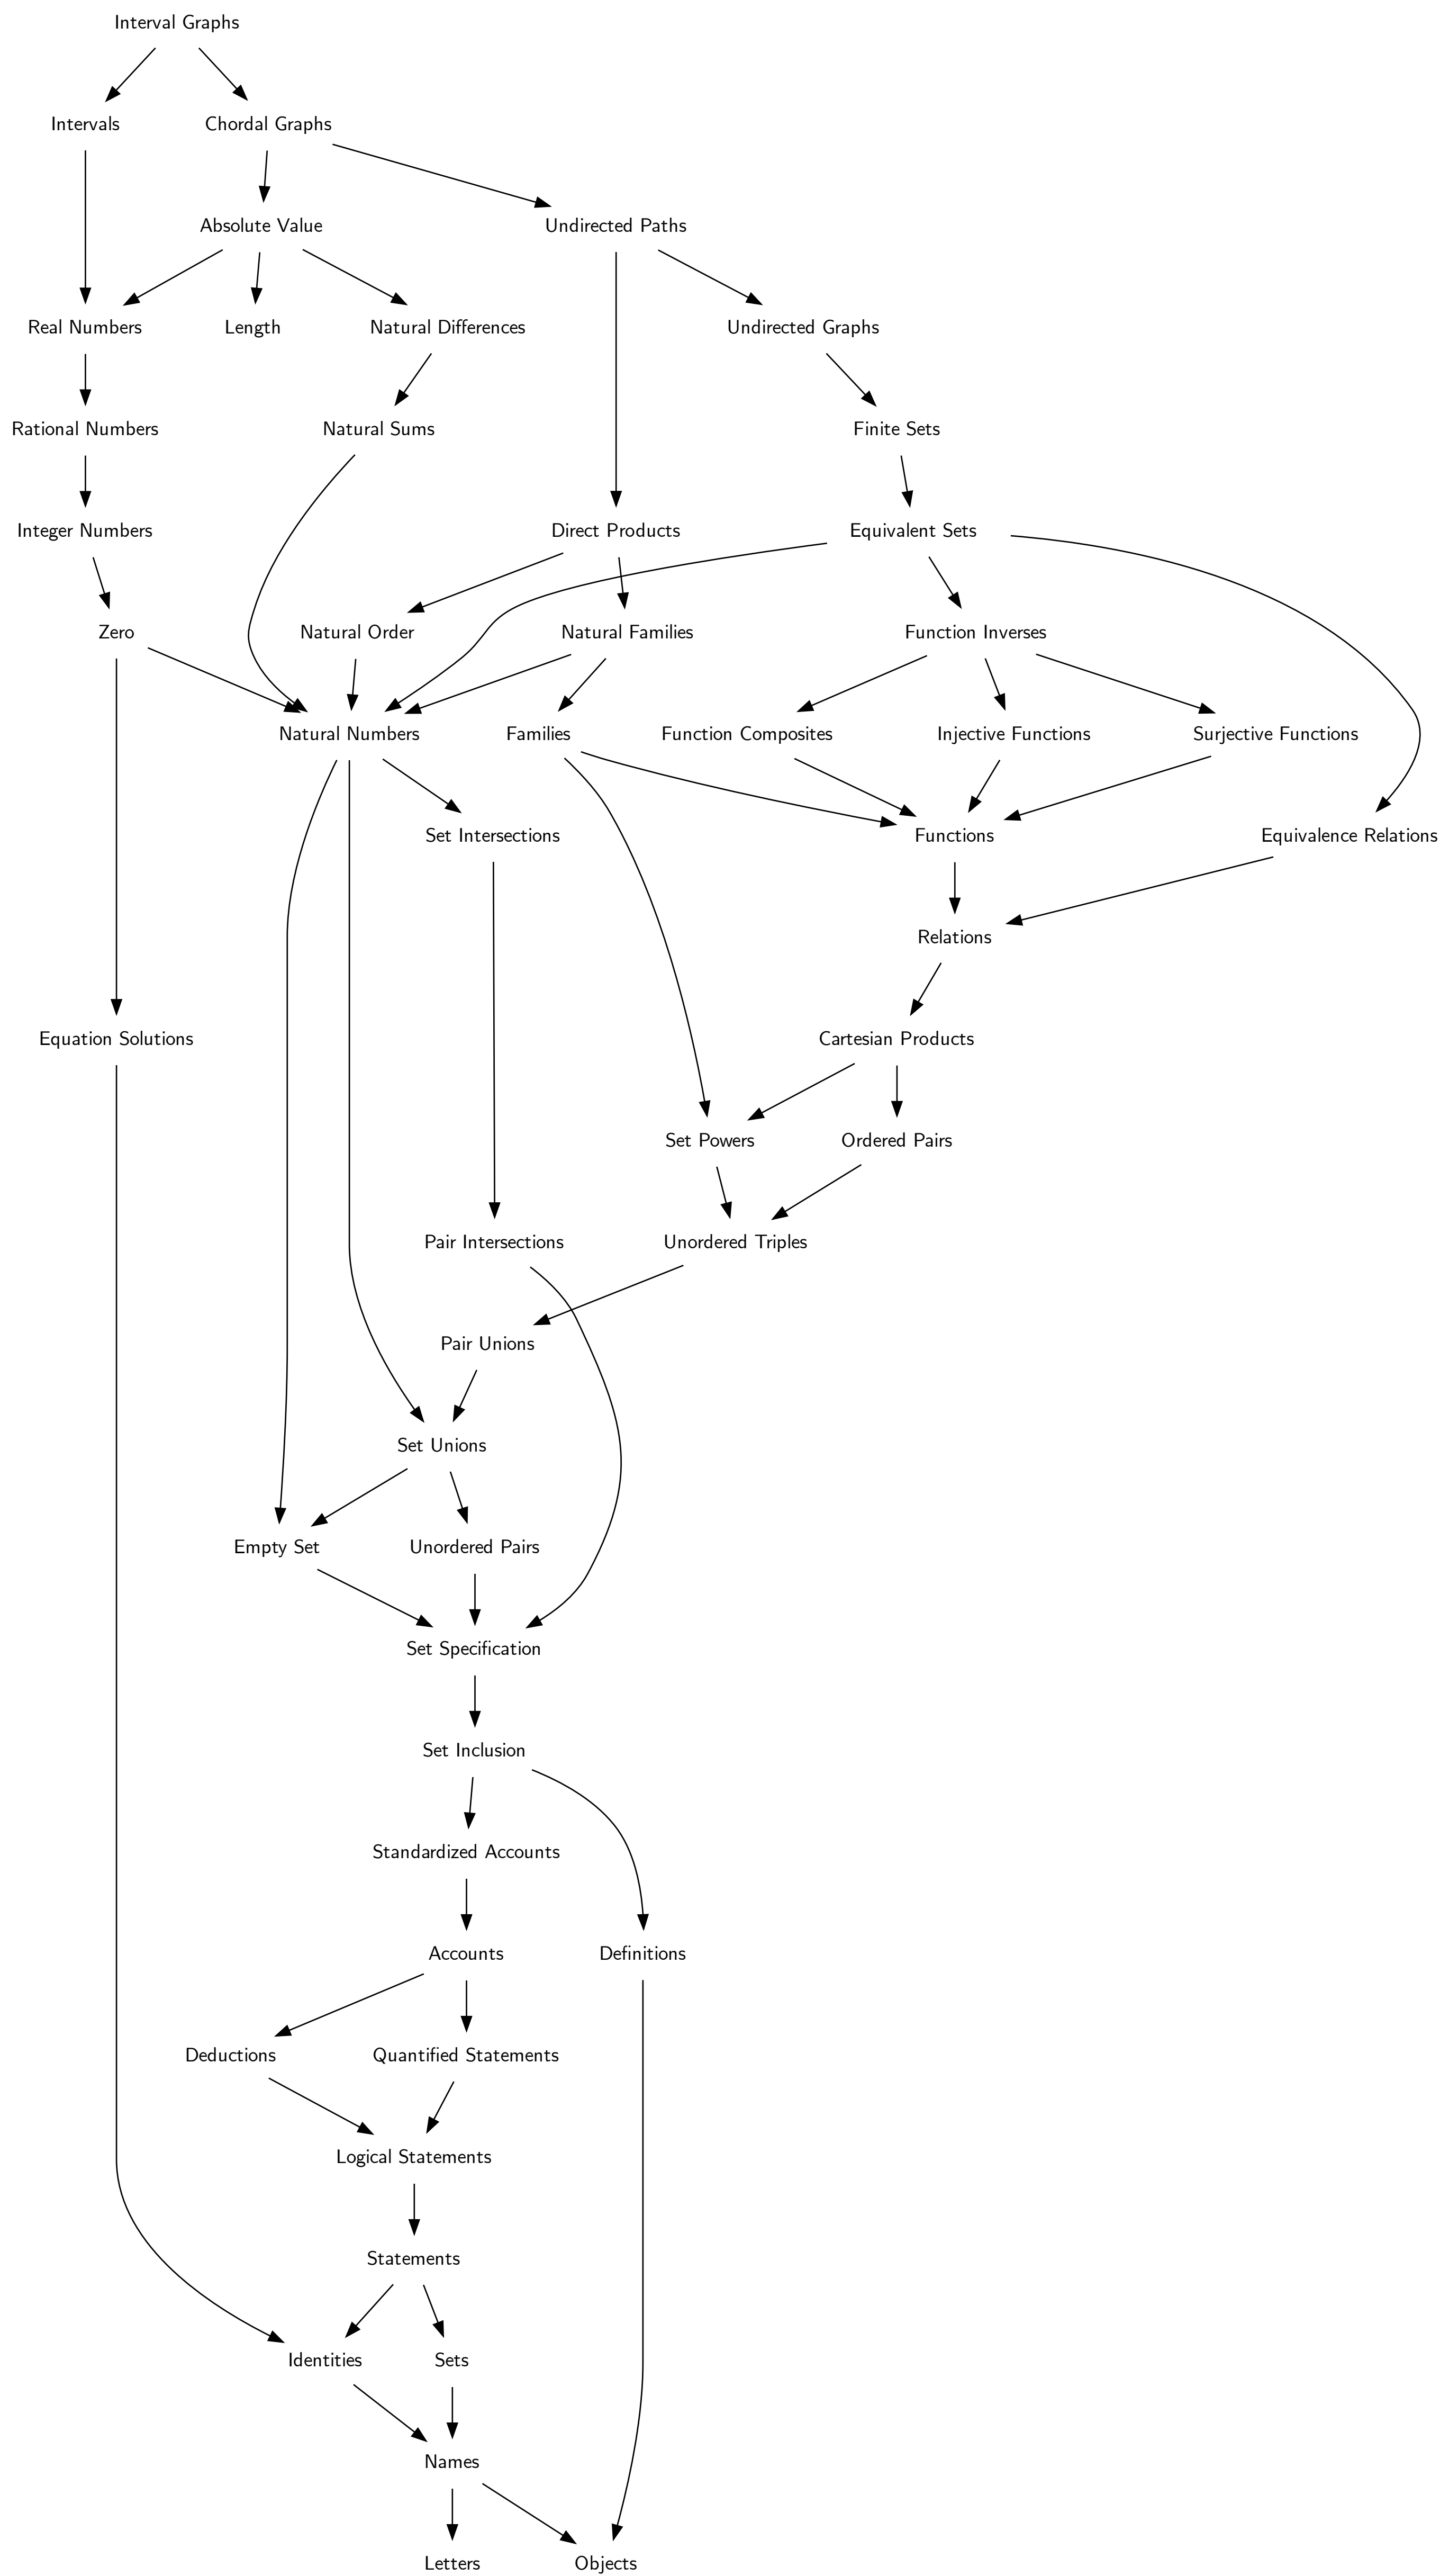 Interval Graphs
Intervals
Chordal Graphs
Absolute Value
Undirected Paths
Real Numbers
Length
Natural Differences
Undirected Graphs
Rational Numbers
Natural Sums
Finite Sets
Integer Numbers
Direct Products
Equivalent Sets
Zero
Natural Order
Natural Families
Function Inverses
Natural Numbers
Families
Function Composites
Injective Functions
Surjective Functions
Set Intersections
Functions
Equivalence Relations
Relations
Equation Solutions
Cartesian Products
Set Powers
Ordered Pairs
Pair Intersections
Unordered Triples
Pair Unions
Set Unions
Empty Set
Unordered Pairs
Set Specification
Set Inclusion
Standardized Accounts
Accounts
Definitions
Deductions
Quantified Statements
Logical Statements
Statements
Identities
Sets
Names
Letters
Objects